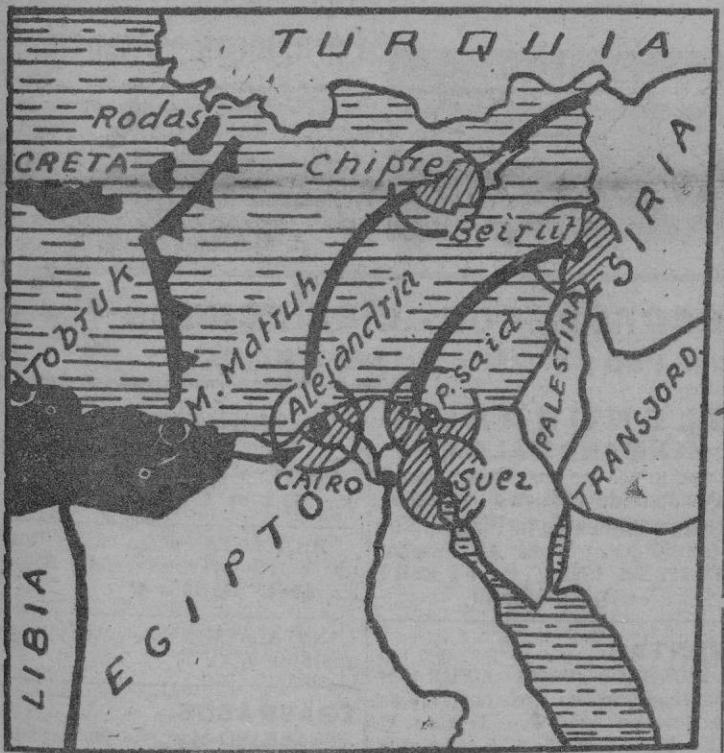 TURQUIA
Rodas
CRETA
Chipre
Beirut
SIRIA
Tobruk
M. Matruh
Alejandria
P. Said
PALESTINA
TRANSJORD.
CAIRO
Suez
EGIPTO
LIBIA